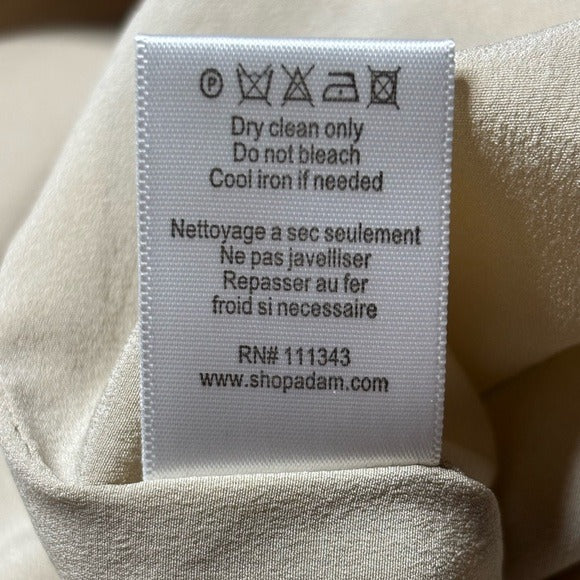 P
Dry clean only
Do not bleach
Cool iron if needed
Nettoyage a sec seulement
Ne pas javelliser
Repasser au fer
froid si necessaire
RN# 111343
www.shopadam.com